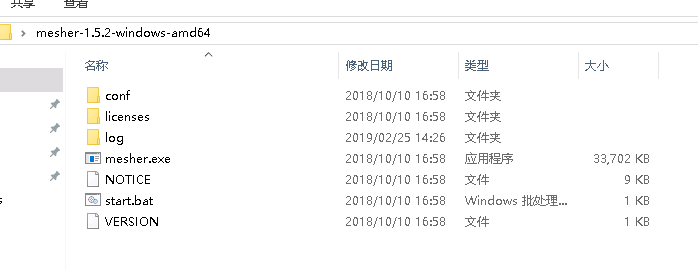 共享 查看
mesher-1.5.2-windows-amd64
名称 修改日期 类型 大小
conf 2018/10/10 16:58 文件夹
licenses 2018/10/10 16:58 文件夹
log 2019/02/25 14:26 文件夹
mesher.exe 2018/10/10 16:58 应用程序 33,702 KB
NOTICE 2018/10/10 16:58 文件 9 KB
start.bat 2018/10/10 16:58 Windows 批处理... 1 KB
VERSION 2018/10/10 16:58 文件 1 KB